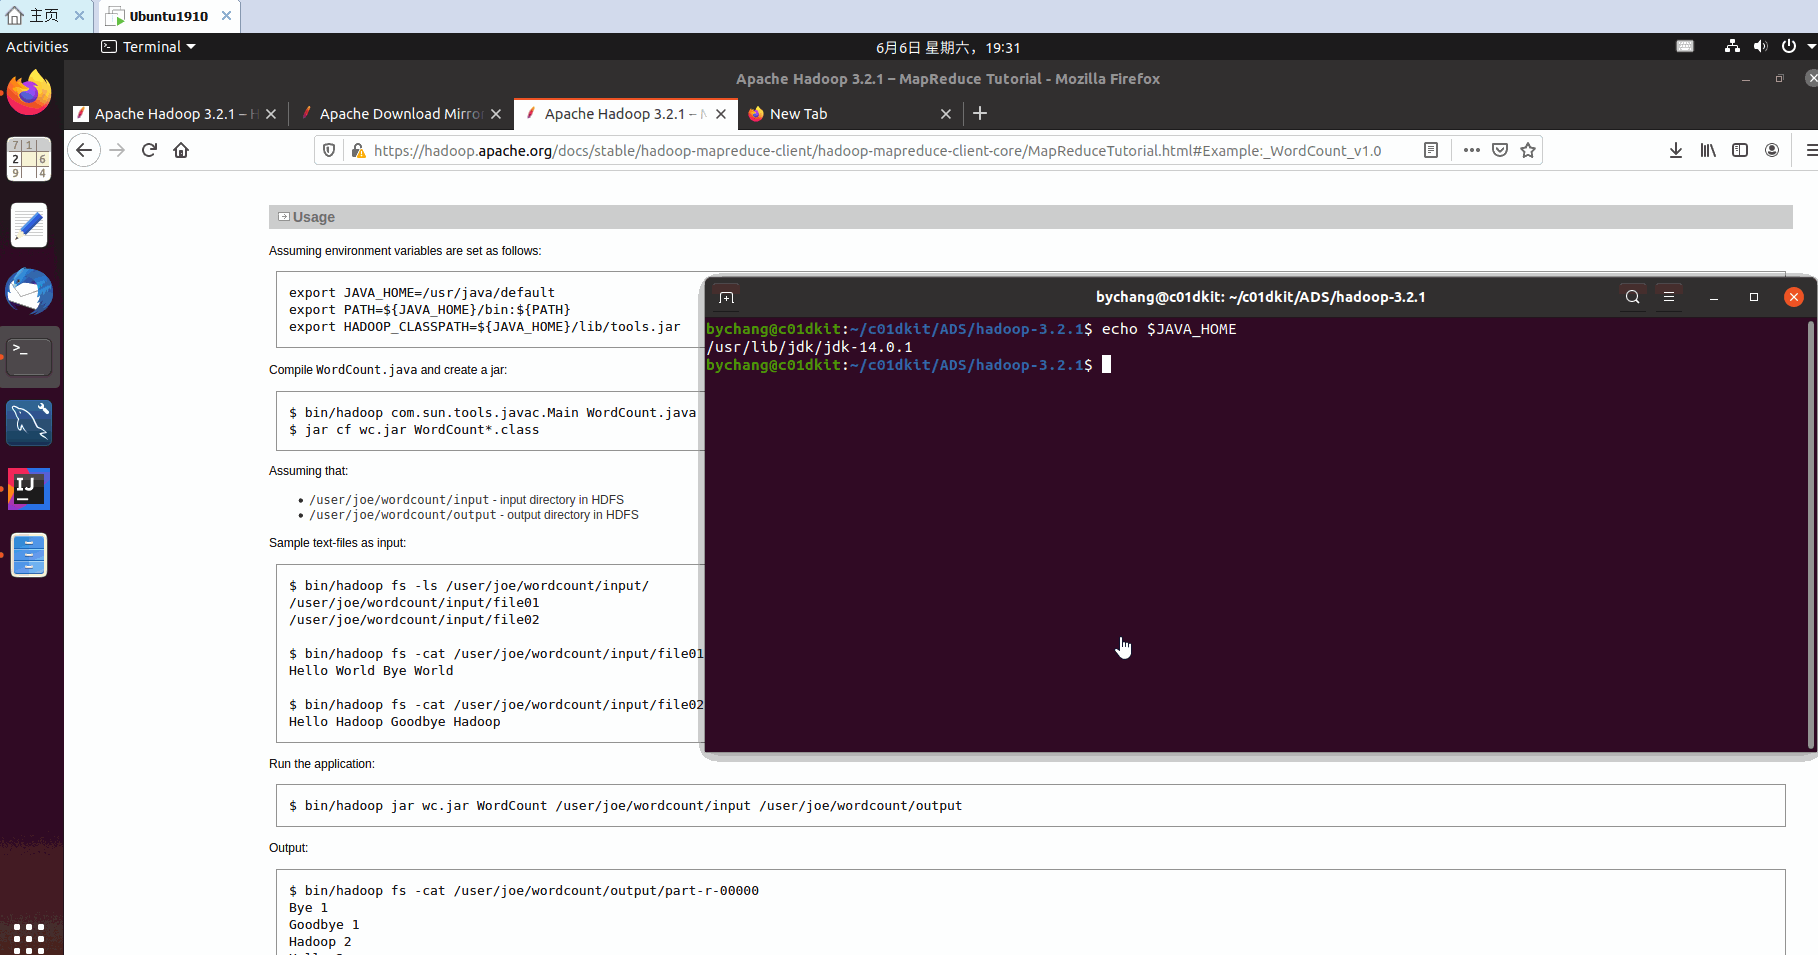 主页
Ubuntu1910
Activities
Terminal
6月6日 星期六，19:31
Apache Hadoop 3.2.1 – MapReduce Tutorial - Mozilla Firefox
Apache Hadoop 3.2.1 –
Apache Download Mirror
Apache Hadoop 3.2.1 –
New Tab
https://hadoop.apache.org/docs/stable/hadoop-mapreduce-client/hadoop-mapreduce-client-core/MapReduceTutorial.html#Example:_WordCount_v1.0
Usage
Assuming environment variables are set as follows:
export JAVA_HOME=/usr/java/default
export PATH=${JAVA_HOME}/bin:${PATH}
export HADOOP_CLASSPATH=${JAVA_HOME}/lib/tools.jar
Compile WordCount.java and create a jar:
$ bin/hadoop com.sun.tools.javac.Main WordCount.java
$ jar cf wc.jar WordCount*.class
Assuming that:
/user/joe/wordcount/input - input directory in HDFS
/user/joe/wordcount/output - output directory in HDFS
Sample text-files as input:
$ bin/hadoop fs -ls /user/joe/wordcount/input/
/user/joe/wordcount/input/file01
/user/joe/wordcount/input/file02
$ bin/hadoop fs -cat /user/joe/wordcount/input/file01
Hello World Bye World
$ bin/hadoop fs -cat /user/joe/wordcount/input/file02
Hello Hadoop Goodbye Hadoop
Run the application:
$ bin/hadoop jar wc.jar WordCount /user/joe/wordcount/input /user/joe/wordcount/output
Output:
$ bin/hadoop fs -cat /user/joe/wordcount/output/part-r-00000
Bye 1
Goodbye 1
Hadoop 2
bychang@c01dkit: ~/c01dkit/ADS/hadoop-3.2.1
bychang@c01dkit:~/c01dkit/ADS/hadoop-3.2.1$ echo $JAVA_HOME
/usr/lib/jdk/jdk-14.0.1
bychang@c01dkit:~/c01dkit/ADS/hadoop-3.2.1$